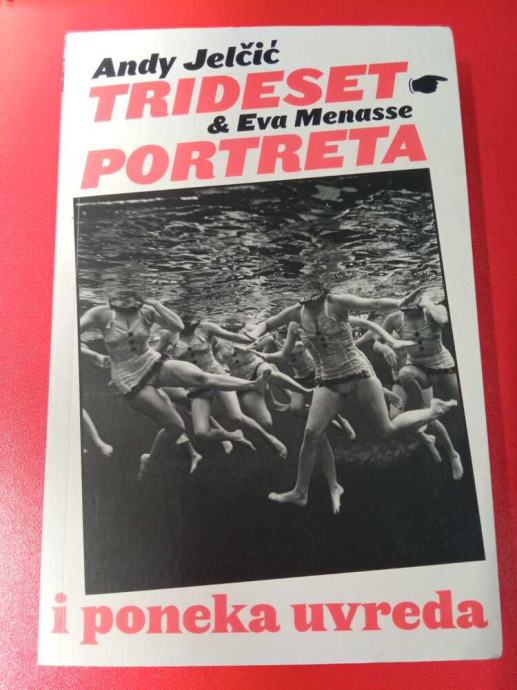 Andy Jelčić
TRIDESET
& Eva Menasse
PORTRETA
i poneka uvreda